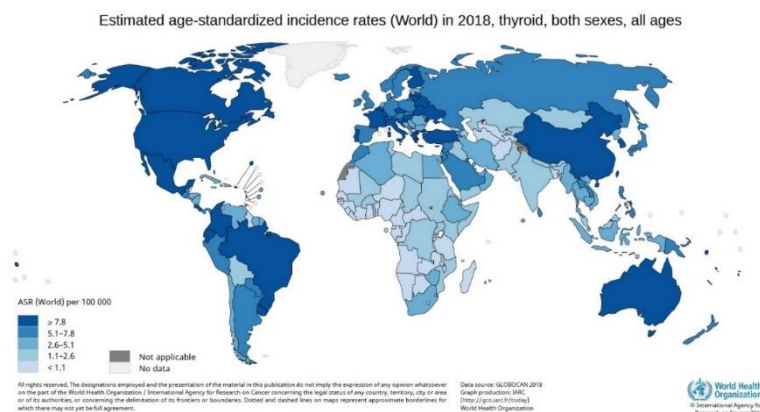 Estimated age-standardized incidence rates (World) in 2018, thyroid, both sexes, all ages
ASR (World) per 100 000
≥ 7.8
5.1–7.8
2.6–5.1
1.1–2.6
< 1.1
Not applicable
No data
All rights reserved. The designations employed and the presentation of the material in this publication do not imply the expression of any opinion whatsoever
on the part of the World Health Organization / International Agency for Research on Cancer concerning the legal status of any country, territory, city or area
or of its authorities, or concerning the delimitation of its frontiers or boundaries. Dotted and dashed lines on maps represent approximate borderlines for
which there may not yet be full agreement.
Data source: GLOBOCAN 2018
Graph production: IARC
(http://gco.iarc.fr/today)
World Health Organization
World Health
Organization
© International Agency for